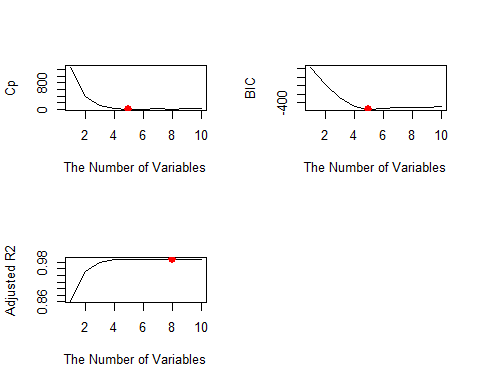 Cp
800
0
2 4 6 8 10
The Number of Variables
BIC
-400
2 4 6 8 10
The Number of Variables
Adjusted R2
0.98
0.86
2 4 6 8 10
The Number of Variables